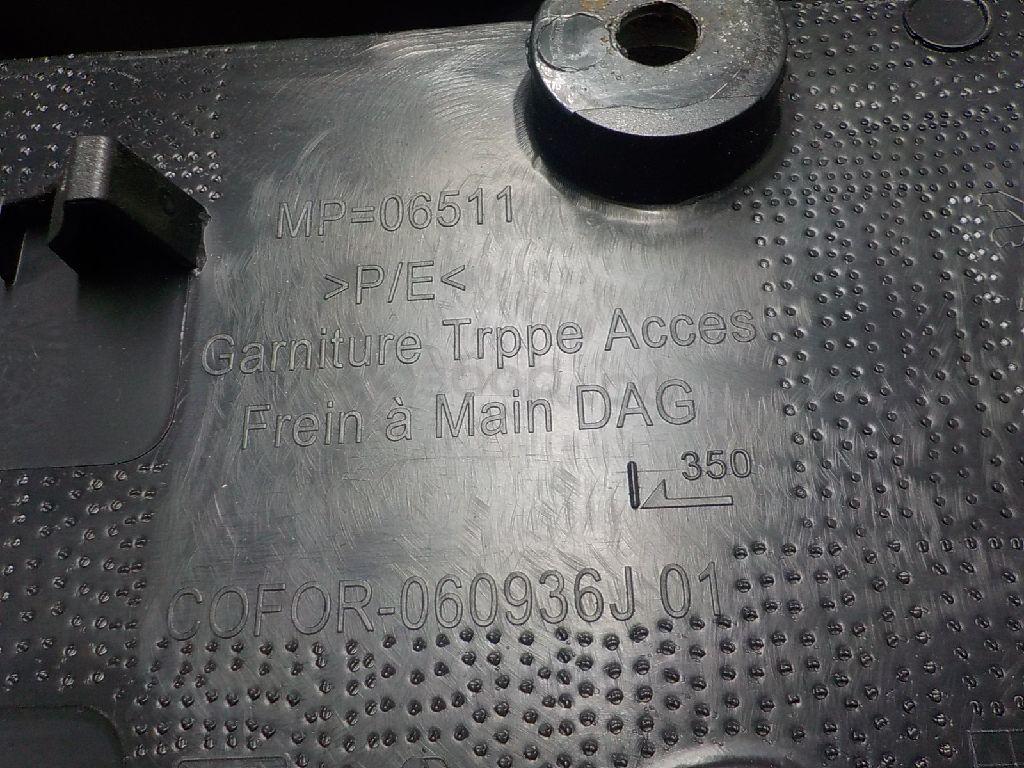 MP=06511
>P/E<
Garniture Trppe Acces
Frein à Main DAG
350
COFOR-060936J 01